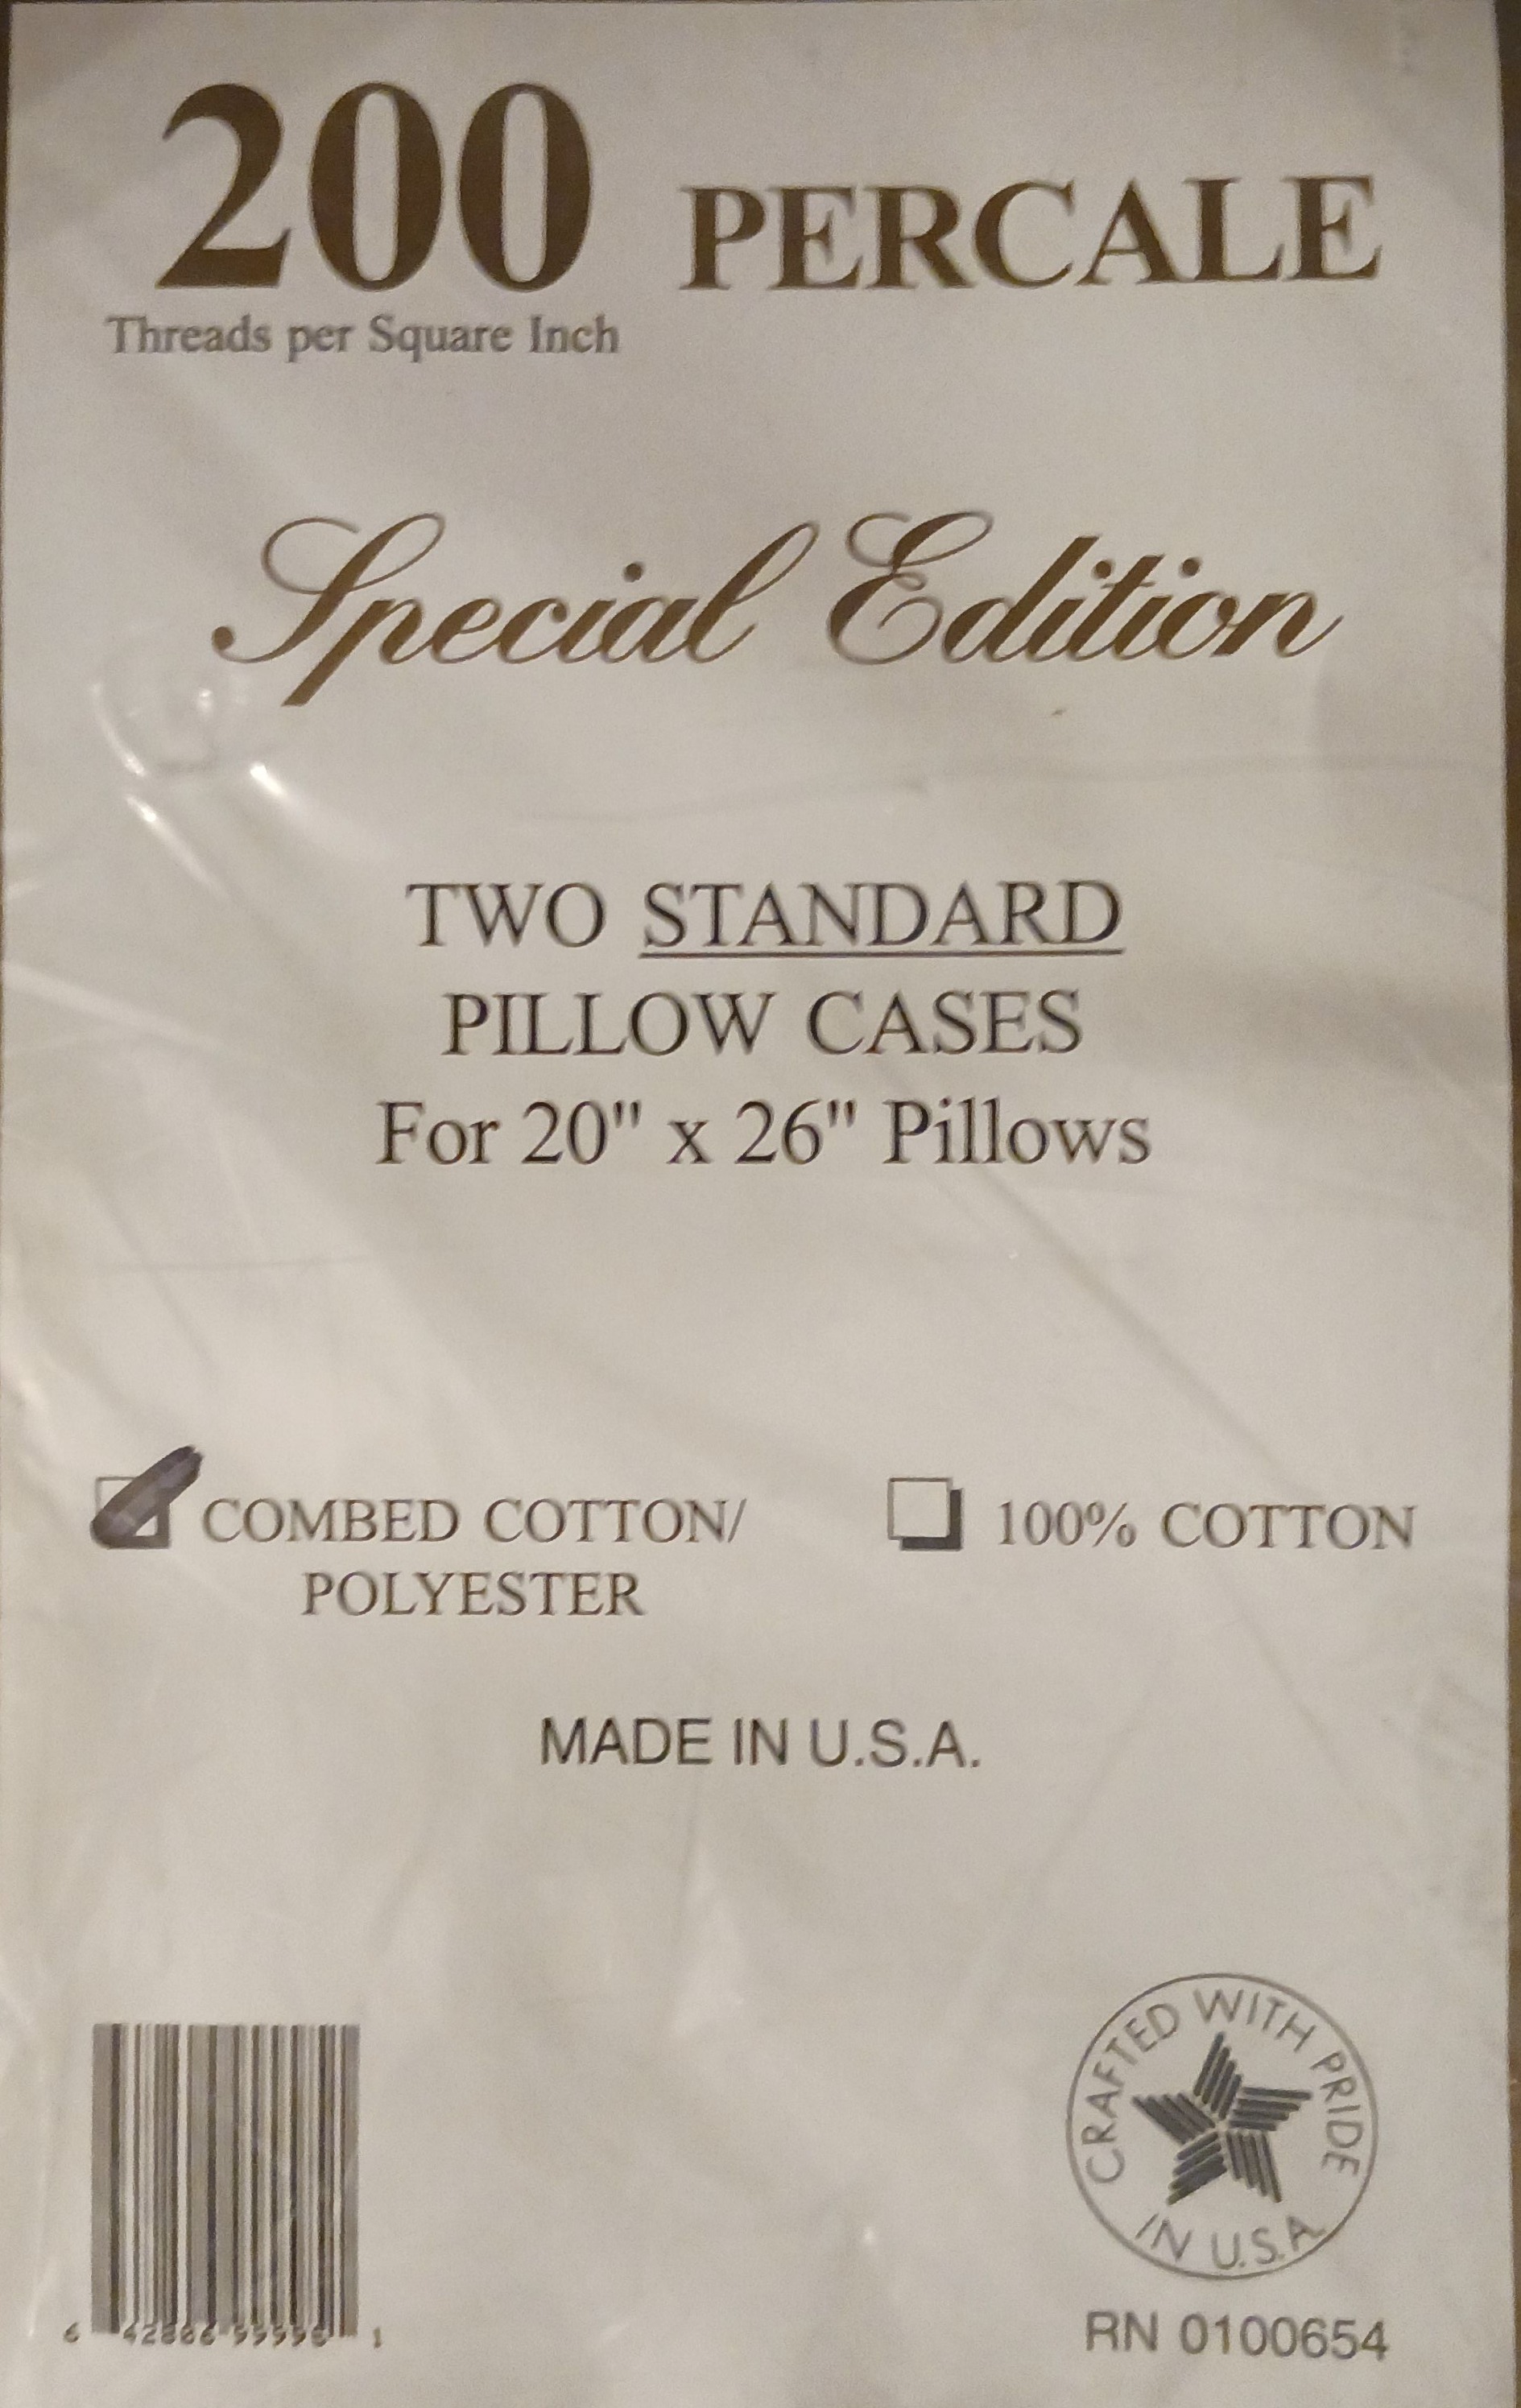 200 PERCALE
Threads per Square Inch
Special Edition
TWO STANDARD
PILLOW CASES
For 20" x 26" Pillows
COMBED COTTON/
POLYESTER
100% COTTON
MADE IN U.S.A.
CRAFTED WITH PRIDE
IN U.S.A.
RN 0100654